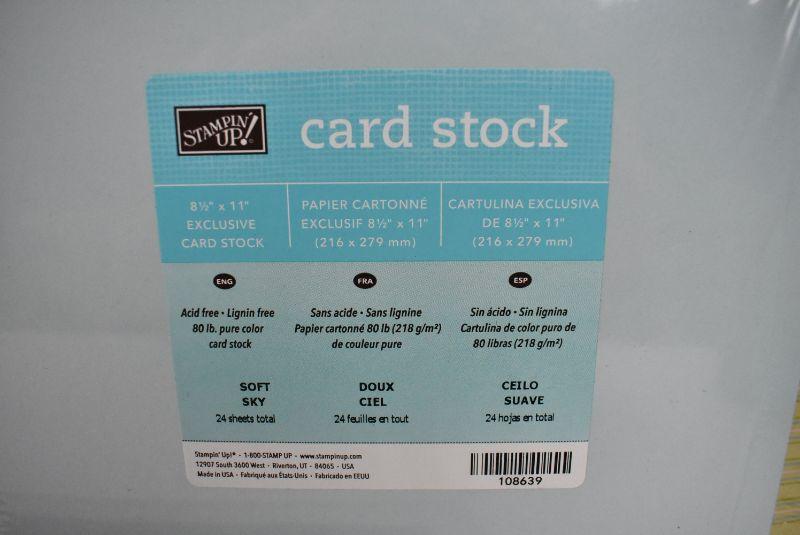 STAMPIN' UP!
card stock
8½" x 11"
EXCLUSIVE
CARD STOCK
PAPIER CARTONNÉ
EXCLUSIF 8½" x 11"
(216 x 279 mm)
CARTULINA EXCLUSIVA
DE 8½" x 11"
(216 x 279 mm)
ENG
Acid free • Lignin free
80 lb. pure color
card stock
SOFT
SKY
24 sheets total
FRA
Sans acide • Sans lignine
Papier cartonné 80 lb (218 g/m²)
de couleur pure
DOUX
CIEL
24 feuilles en tout
ESP
Sin ácido • Sin lignina
Cartulina de color puro de
80 libras (218 g/m²)
CEILO
SUAVE
24 hojas en total
Stampin' Up!® • 1-800-STAMP UP • www.stampinup.com
12907 South 3600 West • Riverton, UT • 84065 • USA
Made in USA • Fabriqué aux États-Unis • Fabricado en EEUU
108639